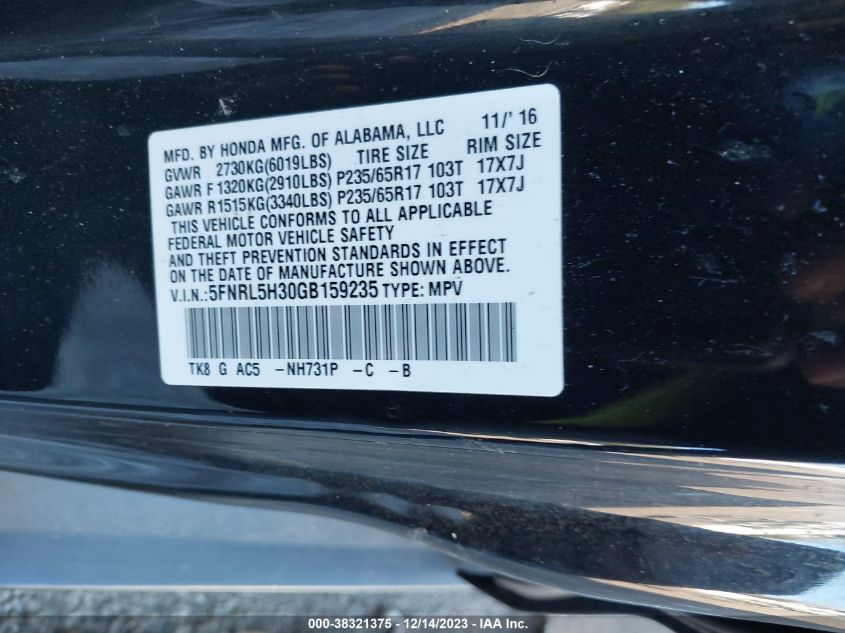 MFD. BY HONDA MFG. OF ALABAMA, LLC 11/' 16
GVWR 2730KG(6019LBS) TIRE SIZE RIM SIZE
GAWR F1320KG(2910LBS) P235/65R17 103T 17X7J
GAWR R1515KG(3340LBS) P235/65R17 103T 17X7J
THIS VEHICLE CONFORMS TO ALL APPLICABLE
FEDERAL MOTOR VEHICLE SAFETY
AND THEFT PREVENTION STANDARDS IN EFFECT
ON THE DATE OF MANUFACTURE SHOWN ABOVE.
V.I.N.:5FNRL5H30GB159235 TYPE: MPV
TK8 G AC5 -NH731P -C -B
000-38321375 - 12/14/2023 - IAA Inc.